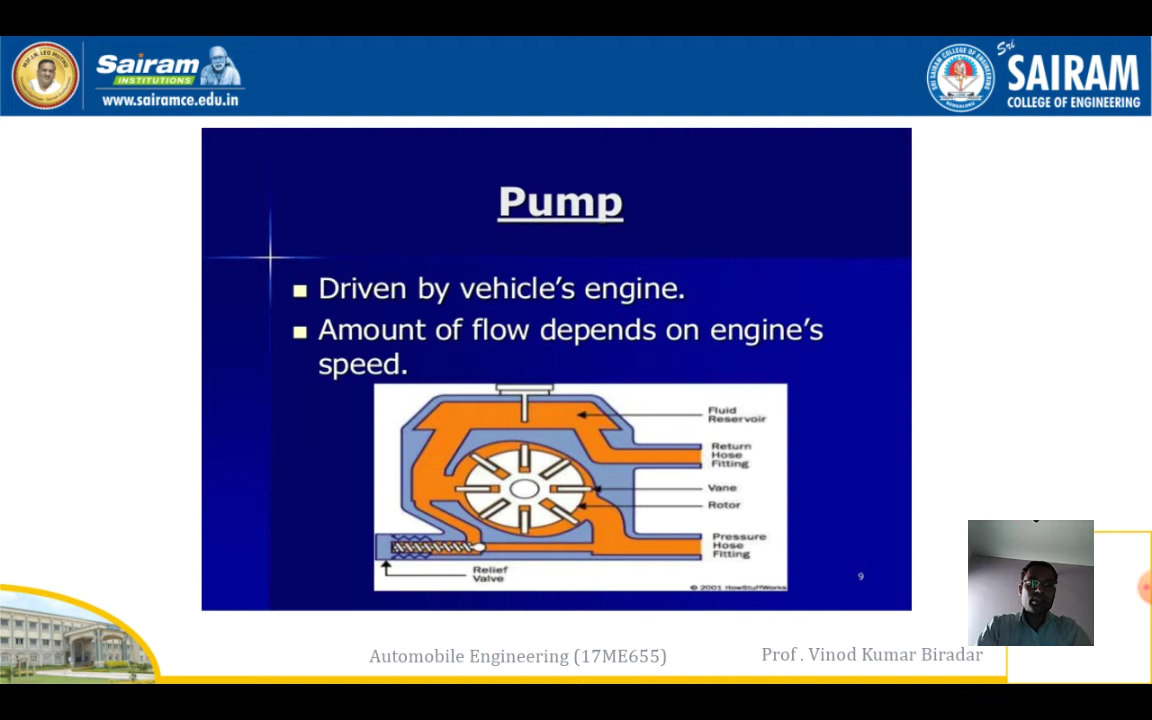 Sairam
INSTITUTIONS
www.sairamce.edu.in
Sri
SAIRAM
COLLEGE OF ENGINEERING
Pump
Driven by vehicle's engine.
Amount of flow depends on engine's
speed.
Fluid
Reservoir
Return
Hose
Fitting
Vane
Rotor
Pressure
Hose
Fitting
Relief
Valve
© 2001 HowStuffWorks
9
Automobile Engineering (17ME655)
Prof . Vinod Kumar Biradar